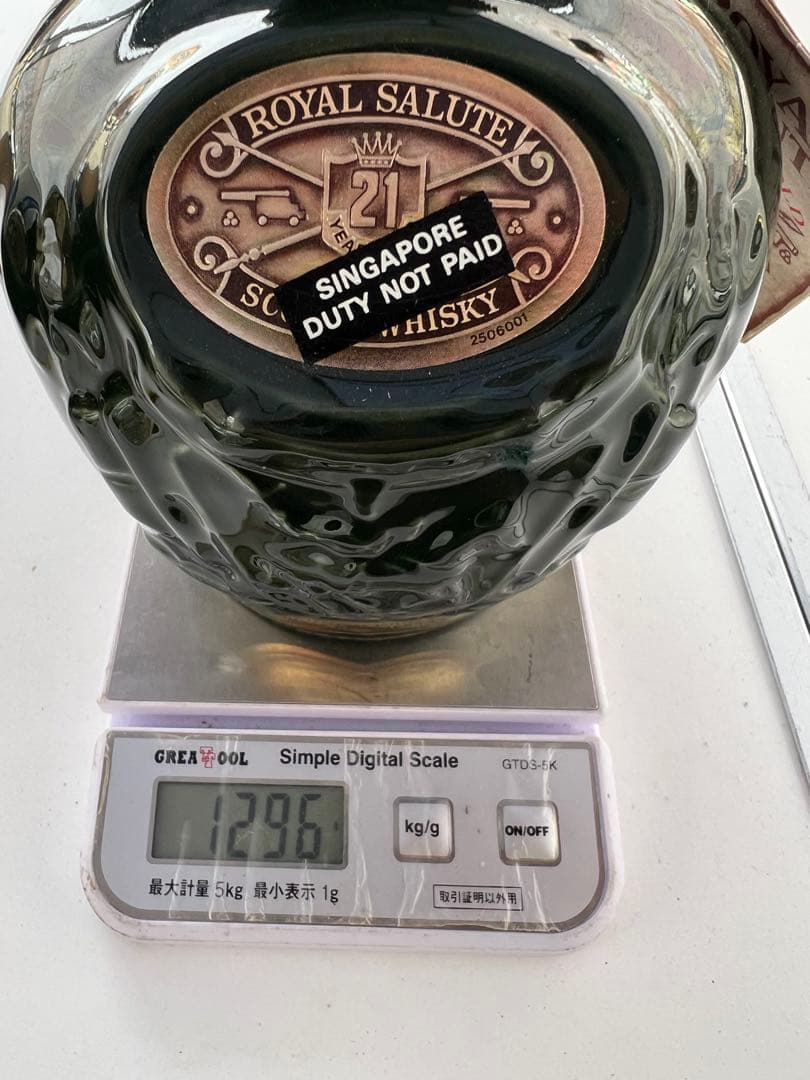 ROYAL SALUTE
21
YEA
SINGAPORE
DUTY NOT PAID
SC
WHISKY
2506001
GREATOOL
Simple Digital Scale
GTDS-5K
1296
kg/g
ON/OFF
最大計量 5kg 最小表示 1g
取引証明以外用